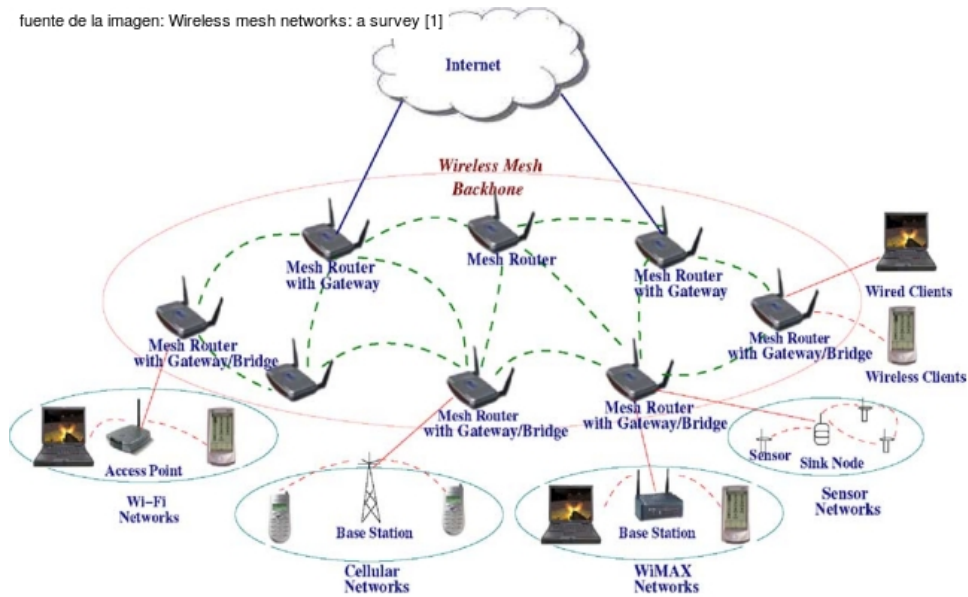 fuente de la imagen: Wireless mesh networks: a survey [1]
Internet
Wireless Mesh
Backbone
Mesh Router
with Gateway
Mesh Router
Mesh Router
with Gateway
Wired Clients
Mesh Router
with Gateway/Bridge
Mesh Router
with Gateway/Bridge
Wireless Clients
Mesh Router
with Gateway/Bridge
Mesh Router
with Gateway/Bridge
Access Point
Wi-Fi
Networks
Base Station
Cellular
Networks
Base Station
WiMAX
Networks
Sensor
Sink Node
Sensor
Networks